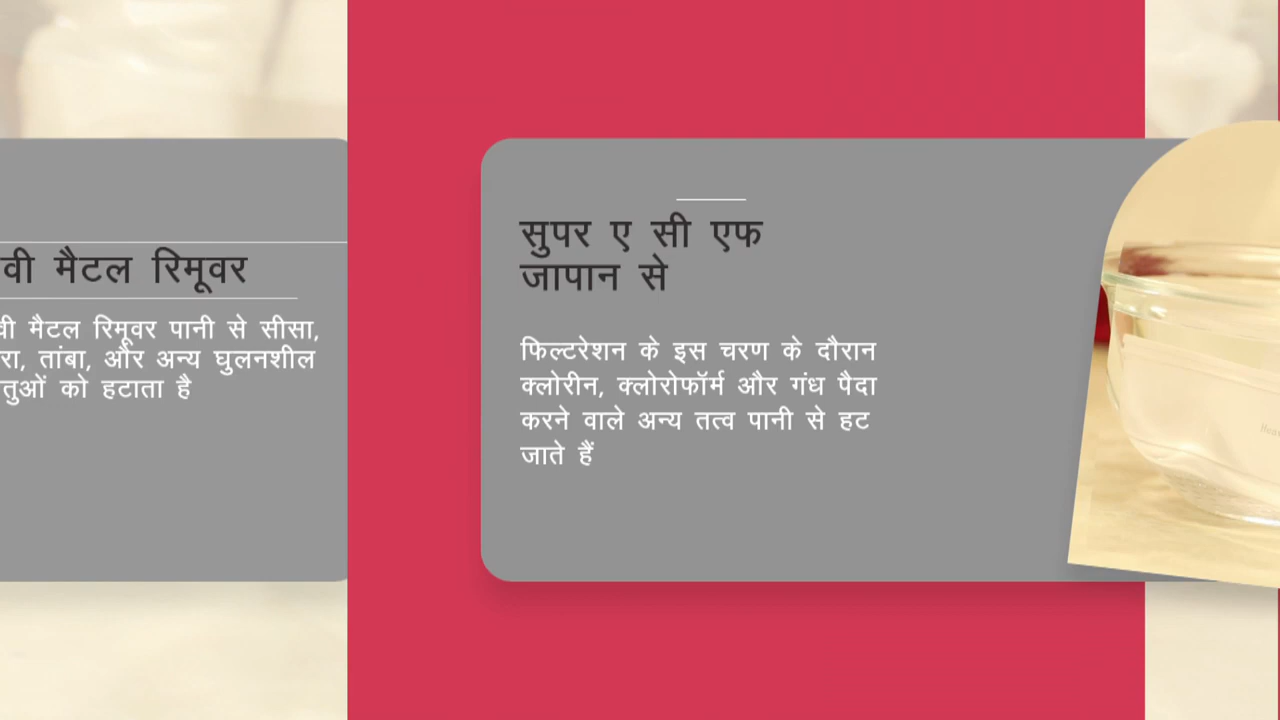 वी मैटल रिमूवर
वी मैटल रिमूवर पानी से सीसा,
रा, तांबा, और अन्य घुलनशील
तुओं को हटाता है
सुपर ए सी एफ
जापान से
फिल्टरेशन के इस चरण के दौरान
क्लोरीन, क्लोरोफॉर्म और गंध पैदा
करने वाले अन्य तत्व पानी से हट
जाते हैं